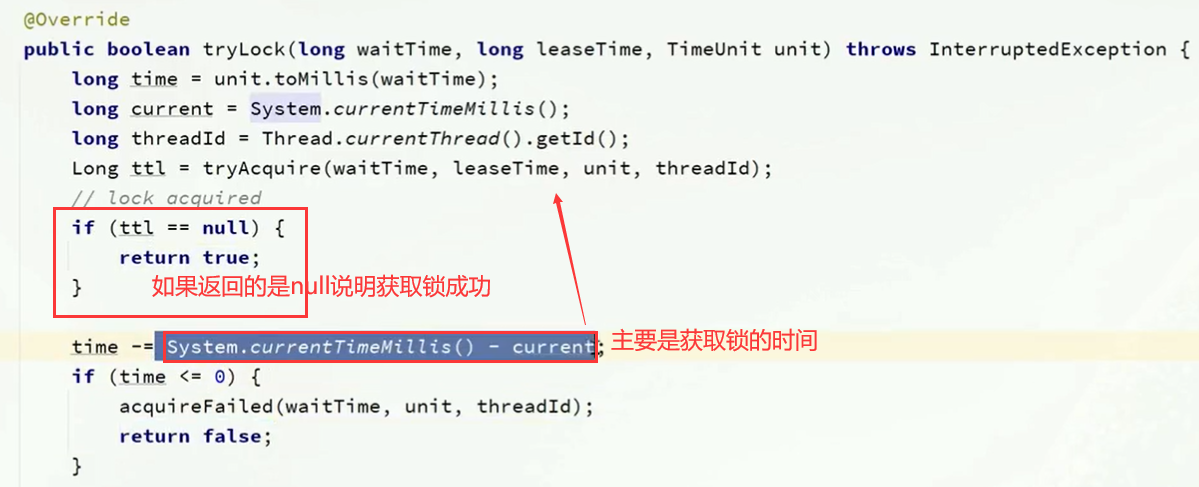 @Override
public boolean tryLock(long waitTime, long leaseTime, TimeUnit unit) throws InterruptedException {
long time = unit.toMillis(waitTime);
long current = System.currentTimeMillis();
long threadId = Thread.currentThread().getId();
Long ttl = tryAcquire(waitTime, leaseTime, unit, threadId);
// lock acquired
if (ttl == null) {
return true;
}
如果返回的是null说明获取锁成功
time -= System.currentTimeMillis() - current;
主要是获取锁的时间
if (time <= 0) {
acquireFailed(waitTime, unit, threadId);
return false;
}